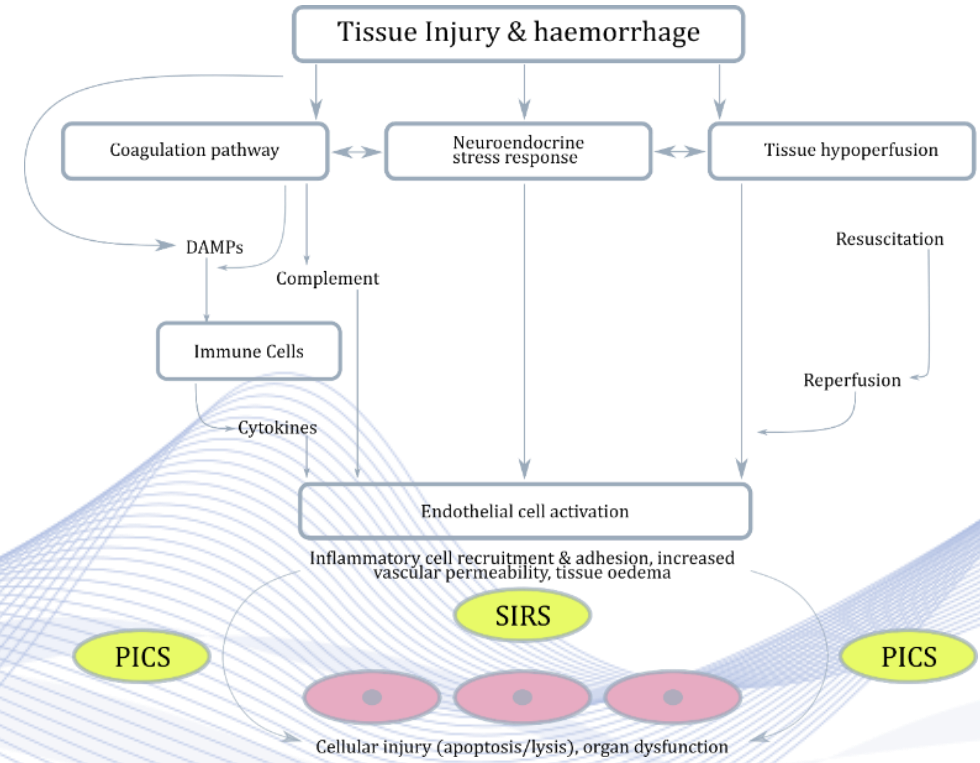 Tissue Injury & haemorrhage
Coagulation pathway
Neuroendocrine
stress response
Tissue hypoperfusion
DAMPs
Resuscitation
Complement
Immune Cells
Reperfusion
Cytokines
Endothelial cell activation
Inflammatory cell recruitment & adhesion, increased
vascular permeability, tissue oedema
SIRS
PICS
PICS
Cellular injury (apoptosis/lysis), organ dysfunction